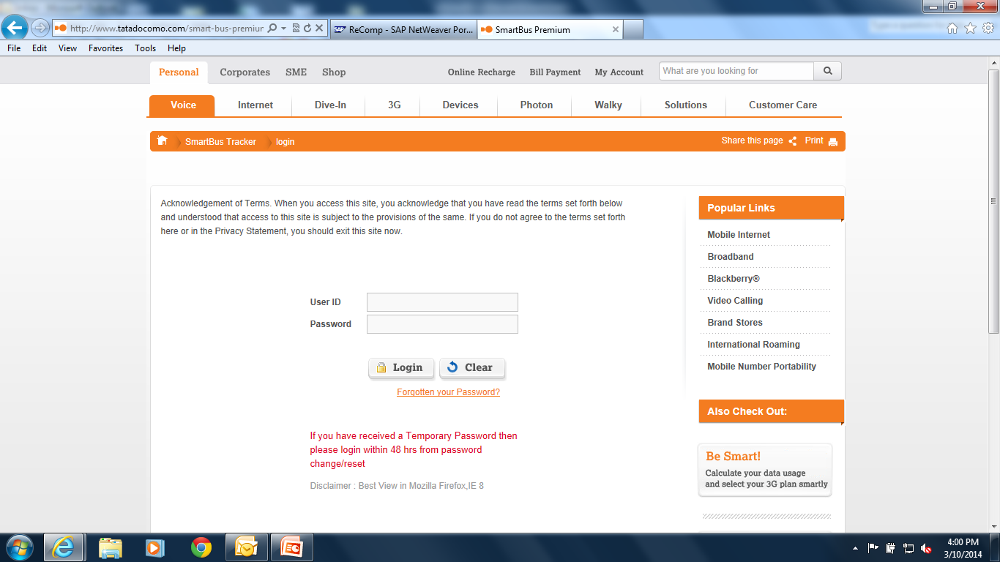 http://www.tatadocomo.com/smart-bus-premiur
ReComp - SAP NetWeaver Por...
SmartBus Premium
File Edit View Favorites Tools Help
Personal Corporates SME Shop Online Recharge Bill Payment My Account What are you looking for
Voice Internet Dive-In 3G Devices Photon Walky Solutions Customer Care
SmartBus Tracker login Share this page Print
Acknowledgement of Terms. When you access this site, you acknowledge that you have read the terms set forth below
and understood that access to this site is subject to the provisions of the same. If you do not agree to the terms set forth
here or in the Privacy Statement, you should exit this site now.
User ID
Password
Login Clear
Forgotten your Password?
If you have received a Temporary Password then
please login within 48 hrs from password
change/reset
Disclaimer : Best View in Mozilla Firefox,IE 8
Popular Links
Mobile Internet
Broadband
Blackberry®
Video Calling
Brand Stores
International Roaming
Mobile Number Portability
Also Check Out:
Be Smart!
Calculate your data usage
and select your 3G plan smartly
4:00 PM
3/10/2014